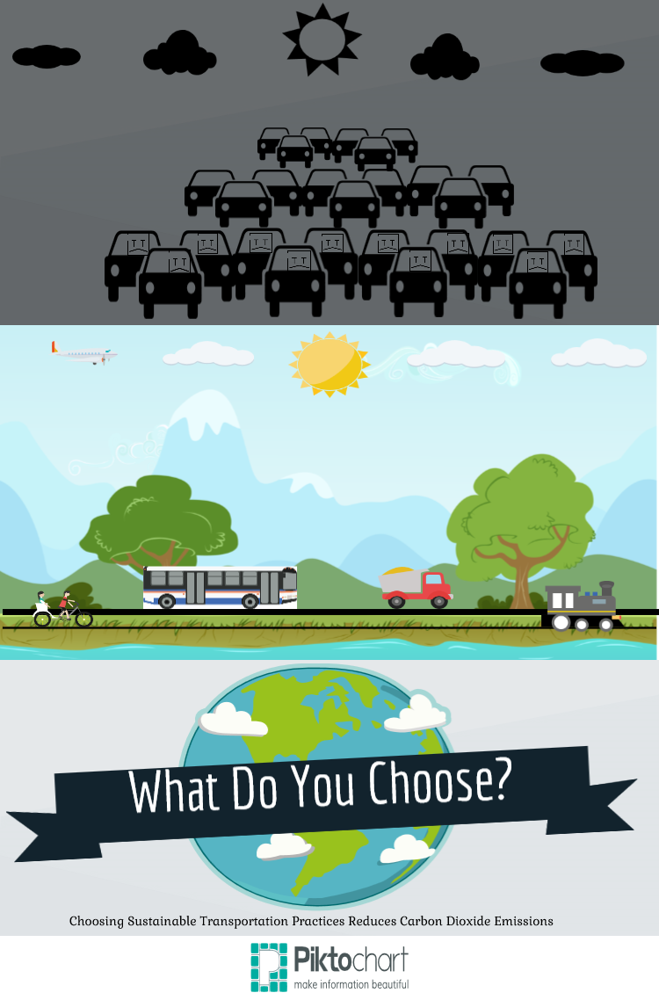 What Do You Choose?
Choosing Sustainable Transportation Practices Reduces Carbon Dioxide Emissions
Piktochart
make information beautiful